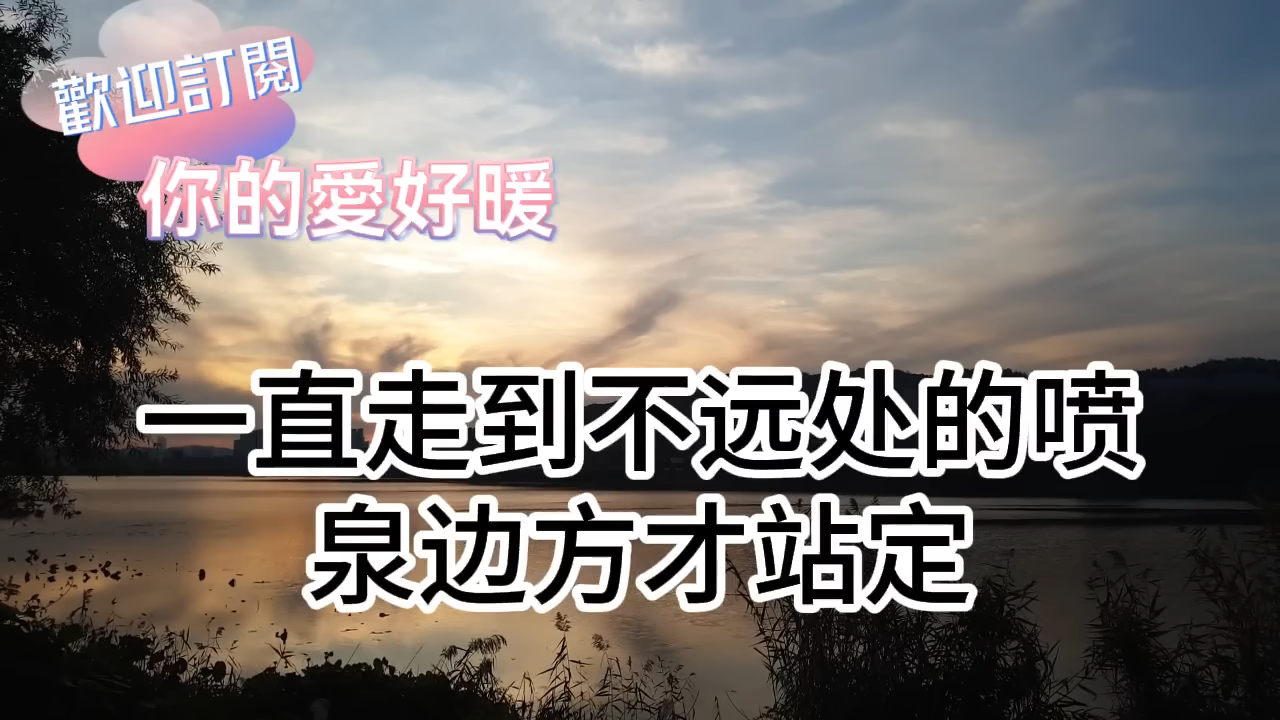 歡迎訂閱
你的愛好暖
一直走到不远处的喷
泉边方才站定